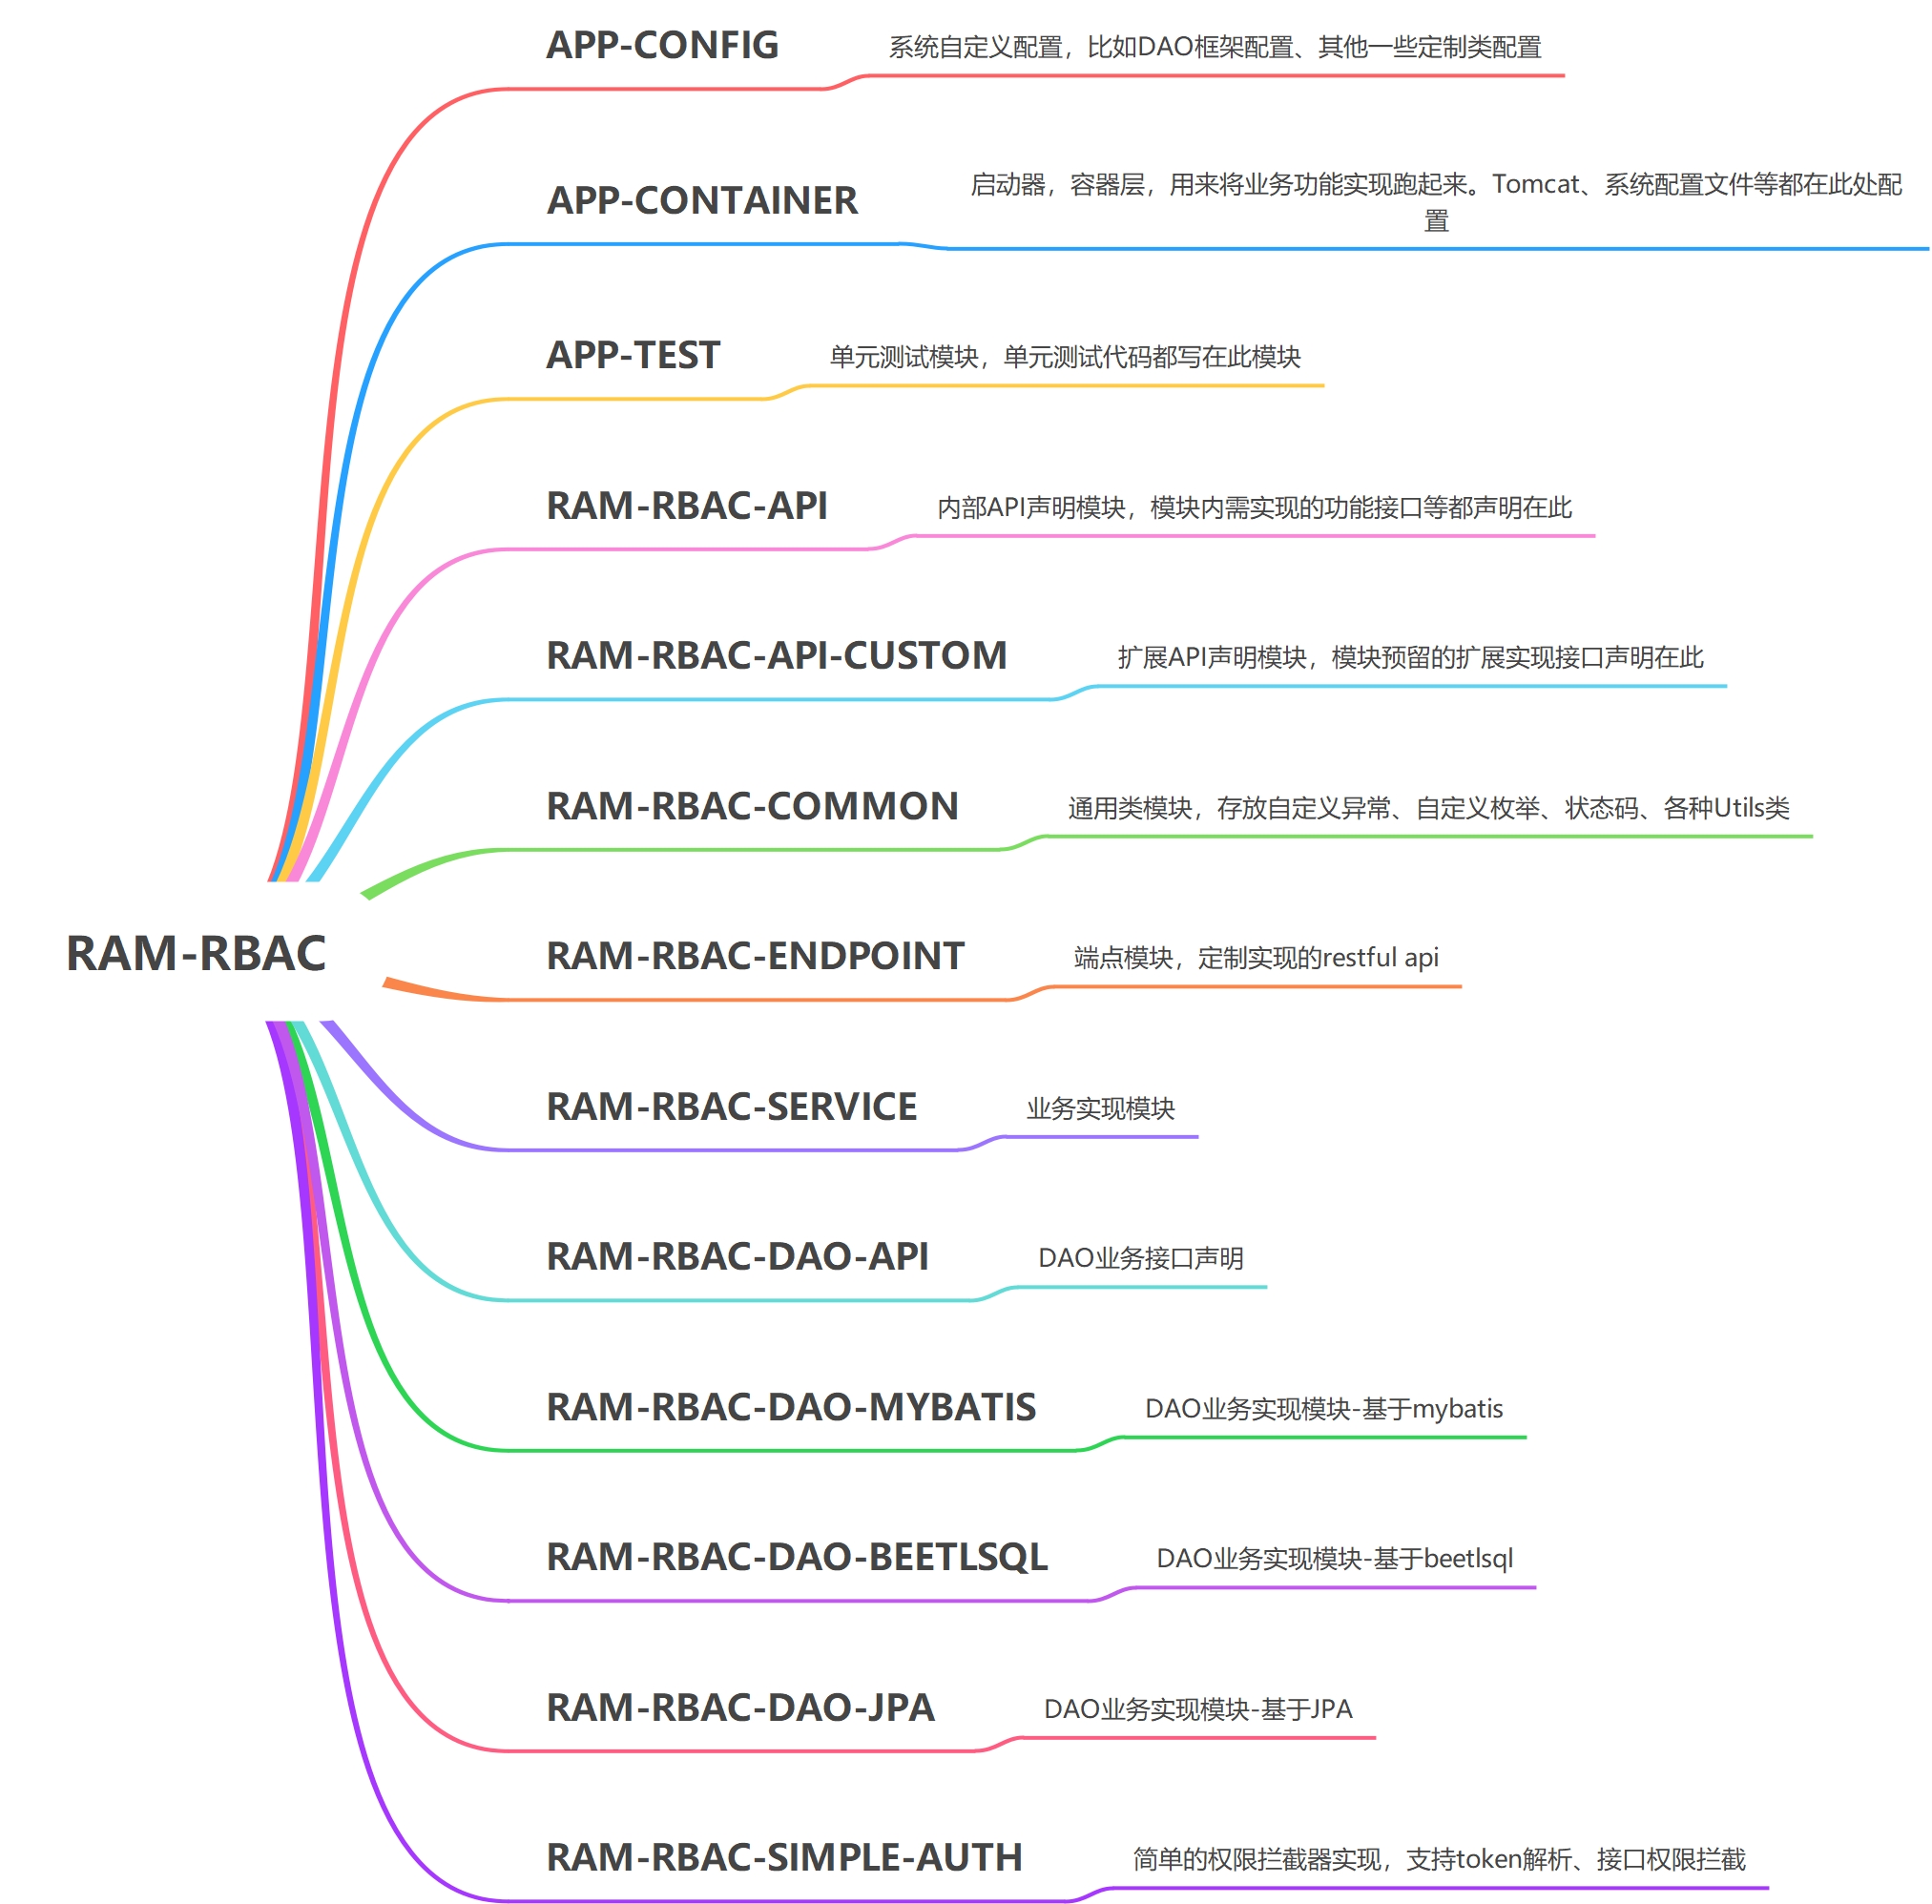 APP-CONFIG
系统自定义配置，比如DAO框架配置、其他一些定制类配置
APP-CONTAINER
启动器，容器层，用来将业务功能实现跑起来。Tomcat、系统配置文件等都在此处配
置
APP-TEST
单元测试模块，单元测试代码都写在此模块
RAM-RBAC-API
内部API声明模块，模块内需实现的功能接口等都声明在此
RAM-RBAC-API-CUSTOM
扩展API声明模块，模块预留的扩展实现接口声明在此
RAM-RBAC-COMMON
通用类模块，存放自定义异常、自定义枚举、状态码、各种Utils类
RAM-RBAC
RAM-RBAC-ENDPOINT
端点模块，定制实现的restful api
RAM-RBAC-SERVICE
业务实现模块
RAM-RBAC-DAO-API
DAO业务接口声明
RAM-RBAC-DAO-MYBATIS
DAO业务实现模块-基于mybatis
RAM-RBAC-DAO-BEETLSQL
DAO业务实现模块-基于beetlsql
RAM-RBAC-DAO-JPA
DAO业务实现模块-基于JPA
RAM-RBAC-SIMPLE-AUTH
简单的权限拦截器实现，支持token解析、接口权限拦截